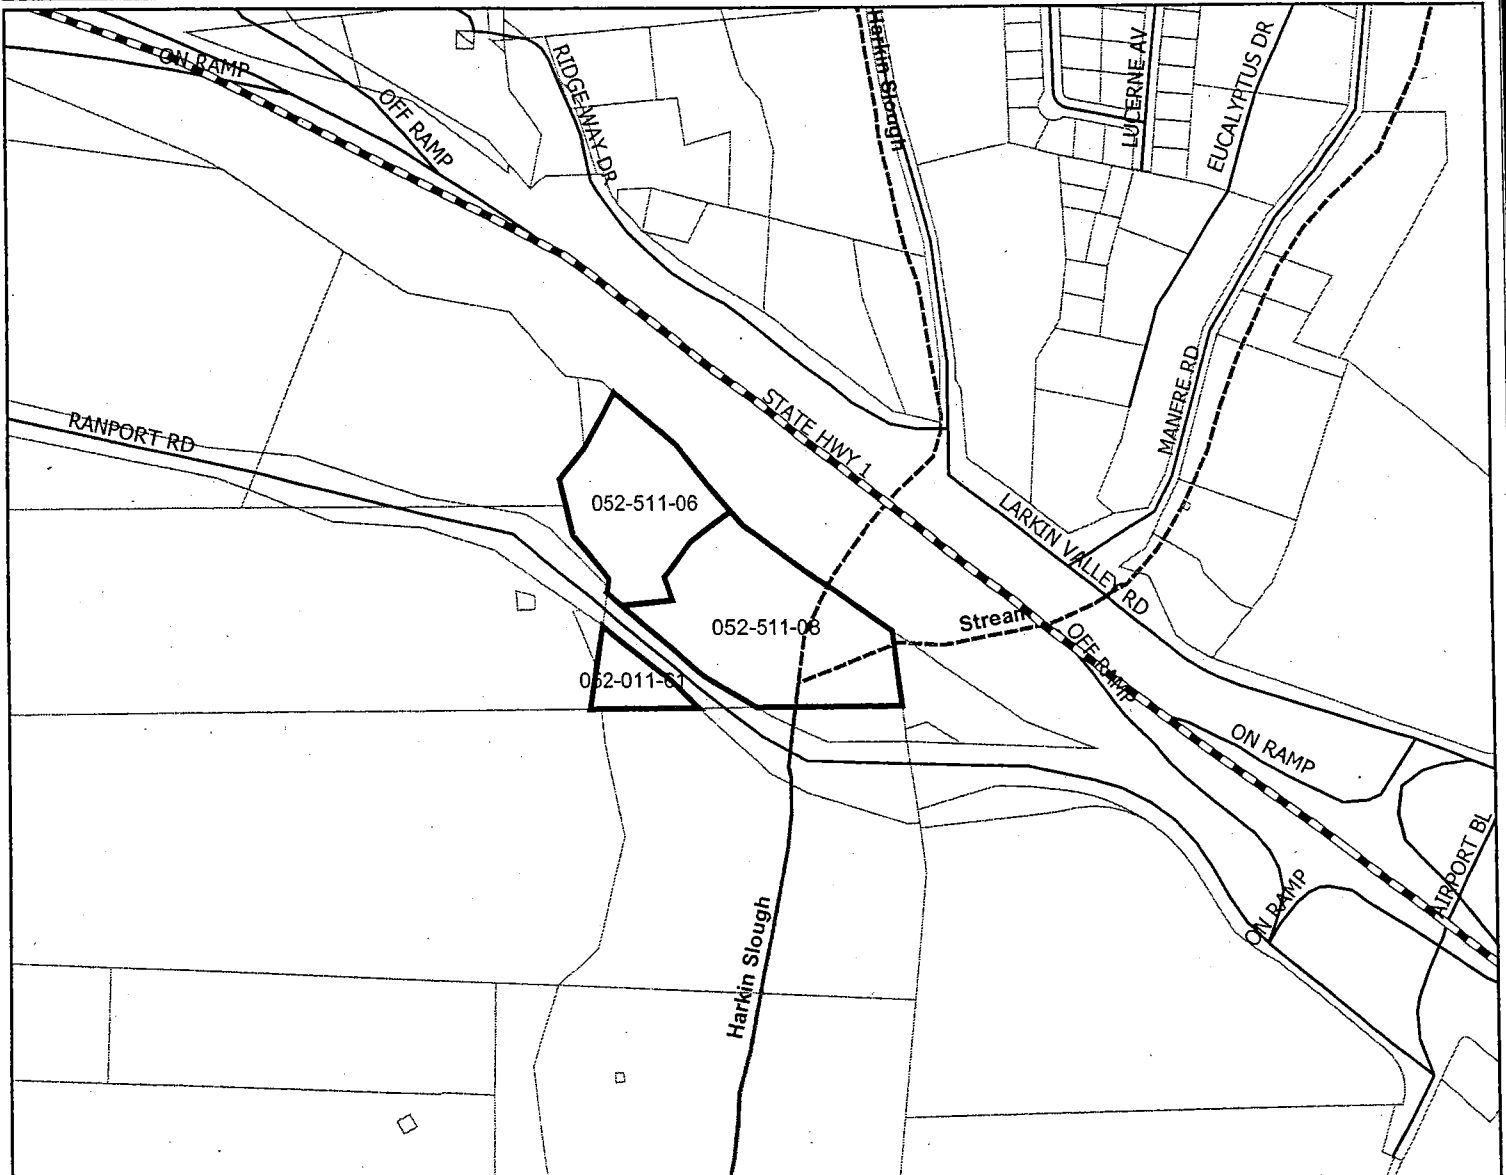 ON RAMP
OFF RAMP
RIDGEWAY DR
Harkin Slough
LUCERNE AV
EUCALYPTUS DR
MANERE RD
RANPORT RD
STATE HWY 1
052-511-06
LARKIN VALLEY RD
052-511-08
Stream
052-011-61
OFF RAMP
ON RAMP
AIRPORT BL
ON RAMP
Harkin Slough